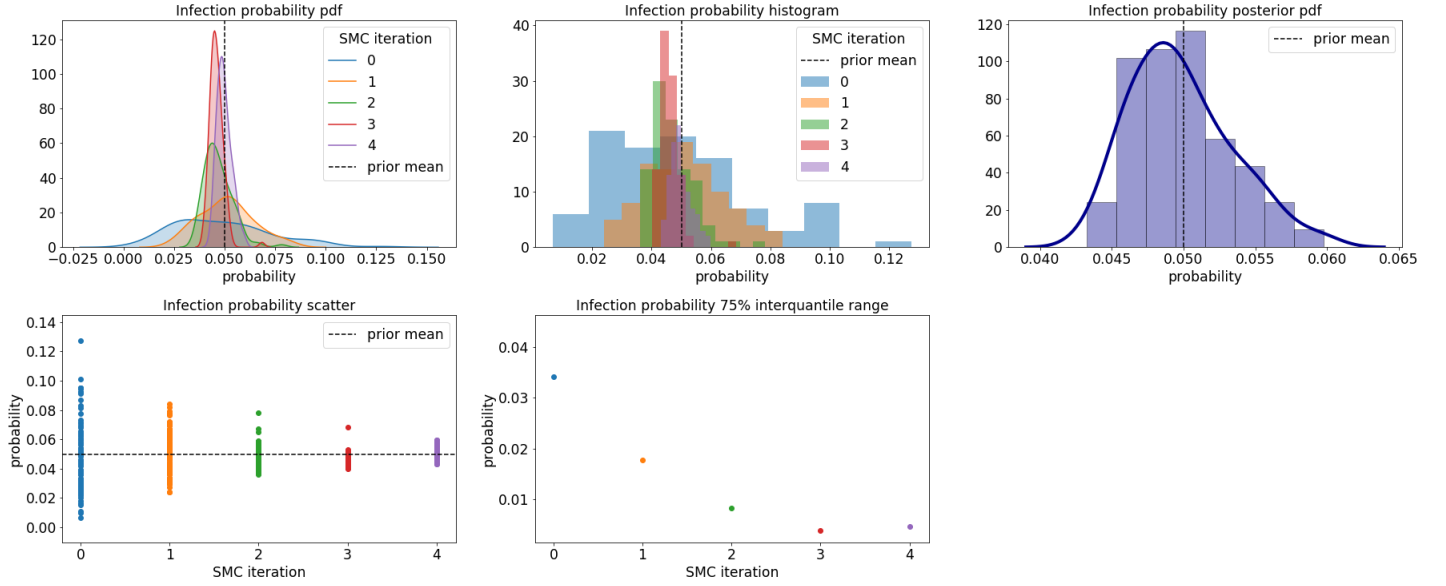 Infection probability pdf
120
100
80
60
40
20
0
SMC iteration
0
1
2
3
4
prior mean
−0.025 0.000 0.025 0.050 0.075 0.100 0.125 0.150
probability
Infection probability histogram
40
30
20
10
0
SMC iteration
prior mean
0
1
2
3
4
0.02 0.04 0.06 0.08 0.10 0.12
probability
Infection probability posterior pdf
120
100
80
60
40
20
0
prior mean
0.040 0.045 0.050 0.055 0.060 0.065
probability
Infection probability scatter
probability
0.14
0.12
0.10
0.08
0.06
0.04
0.02
0.00
prior mean
0 1 2 3 4
SMC iteration
Infection probability 75% interquantile range
probability
0.04
0.03
0.02
0.01
0 1 2 3 4
SMC iteration